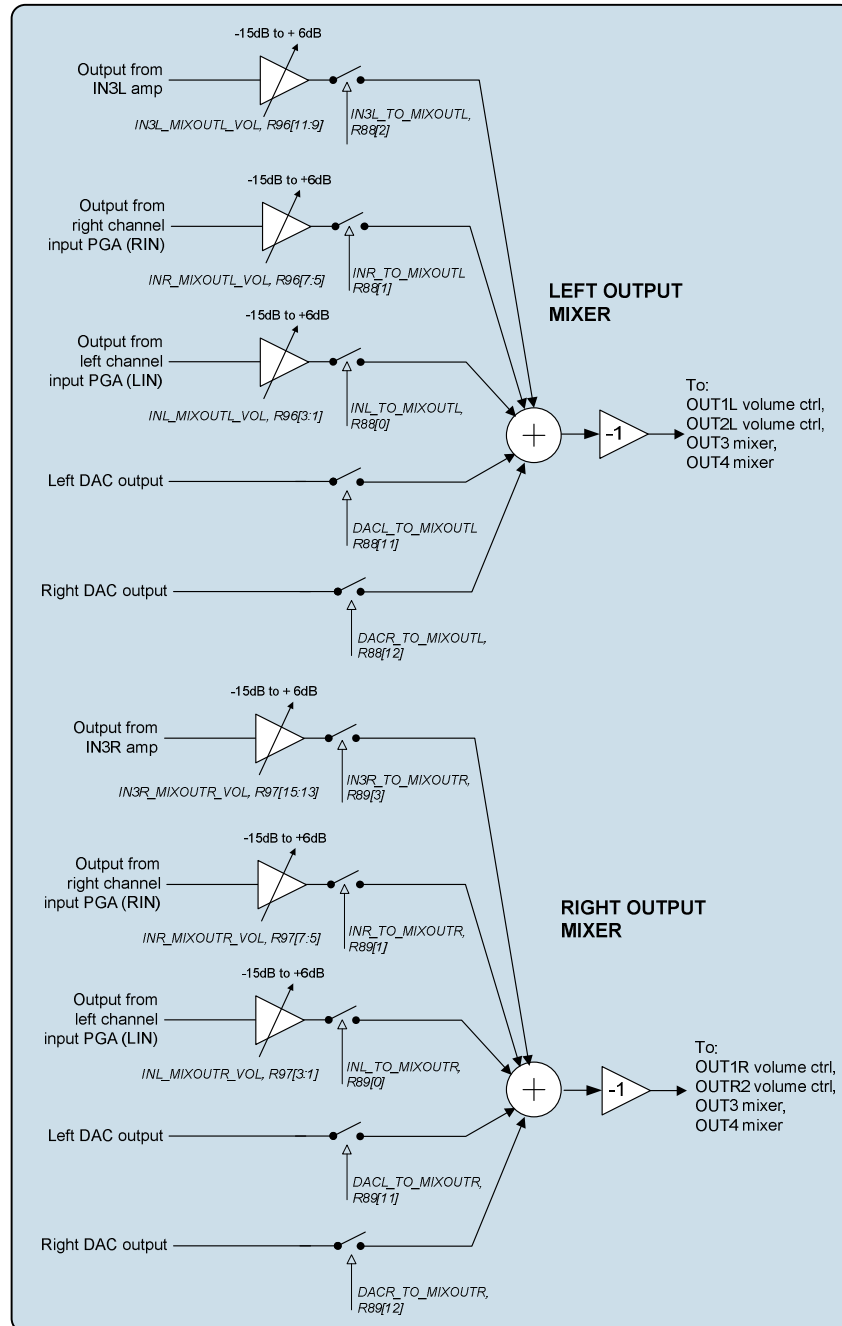 -15dB to + 6dB
Output from
IN3L amp
IN3L_MIXOUTL_VOL, R96[11:9]
IN3L_TO_MIXOUTL,
R88[2]
-15dB to +6dB
Output from
right channel
input PGA (RIN)
INR_MIXOUTL_VOL, R96[7:5]
INR_TO_MIXOUTL
R88[1]
LEFT OUTPUT
MIXER
-15dB to +6dB
Output from
left channel
input PGA (LIN)
INL_MIXOUTL_VOL, R96[3:1]
INL_TO_MIXOUTL,
R88[0]
+
-1
To:
OUT1L volume ctrl,
OUT2L volume ctrl,
OUT3 mixer,
OUT4 mixer
Left DAC output
DACL_TO_MIXOUTL
R88[11]
Right DAC output
DACR_TO_MIXOUTL,
R88[12]
-15dB to + 6dB
Output from
IN3R amp
IN3R_MIXOUTR_VOL, R97[15:13]
IN3R_TO_MIXOUTR,
R89[3]
-15dB to +6dB
Output from
right channel
input PGA (RIN)
INR_MIXOUTR_VOL, R97[7:5]
INR_TO_MIXOUTR,
R89[1]
RIGHT OUTPUT
MIXER
-15dB to +6dB
Output from
left channel
input PGA (LIN)
INL_MIXOUTR_VOL, R97[3:1]
INL_TO_MIXOUTR,
R89[0]
+
-1
To:
OUT1R volume ctrl,
OUTR2 volume ctrl,
OUT3 mixer,
OUT4 mixer
Left DAC output
DACL_TO_MIXOUTR,
R89[11]
Right DAC output
DACR_TO_MIXOUTR,
R89[12]